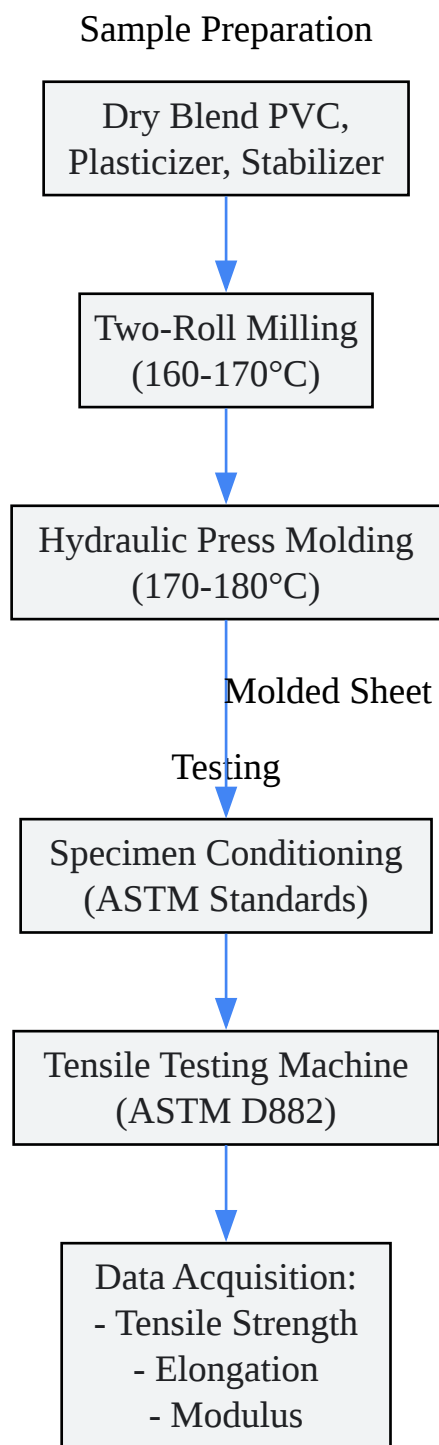 Sample Preparation
Dry Blend PVC,
Plasticizer, Stabilizer
Two-Roll Milling
(160-170°C)
Hydraulic Press Molding
(170-180°C)
Molded Sheet
Testing
Specimen Conditioning
(ASTM Standards)
Tensile Testing Machine
(ASTM D882)
Data Acquisition:
- Tensile Strength
- Elongation
- Modulus